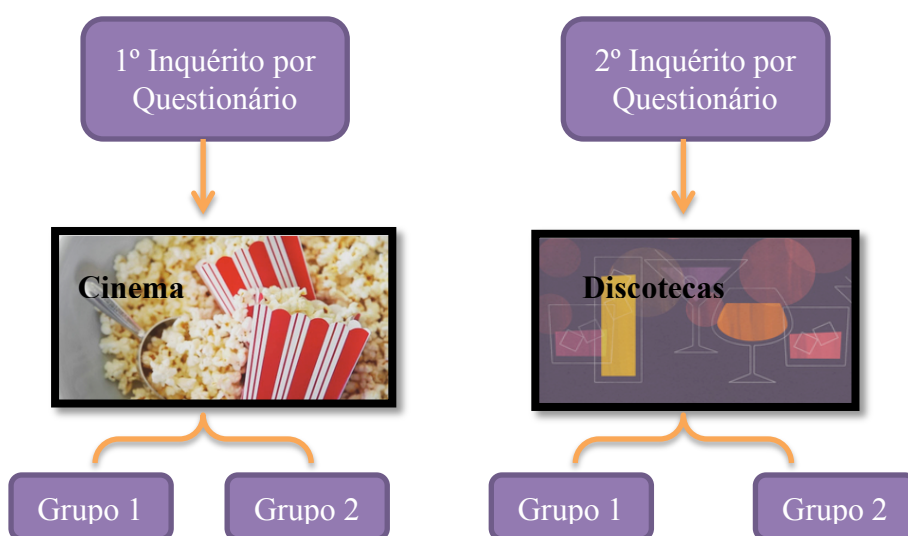 1º Inquérito por
Questionário
2º Inquérito por
Questionário
Cinema
Discotecas
Grupo 1
Grupo 2
Grupo 1
Grupo 2